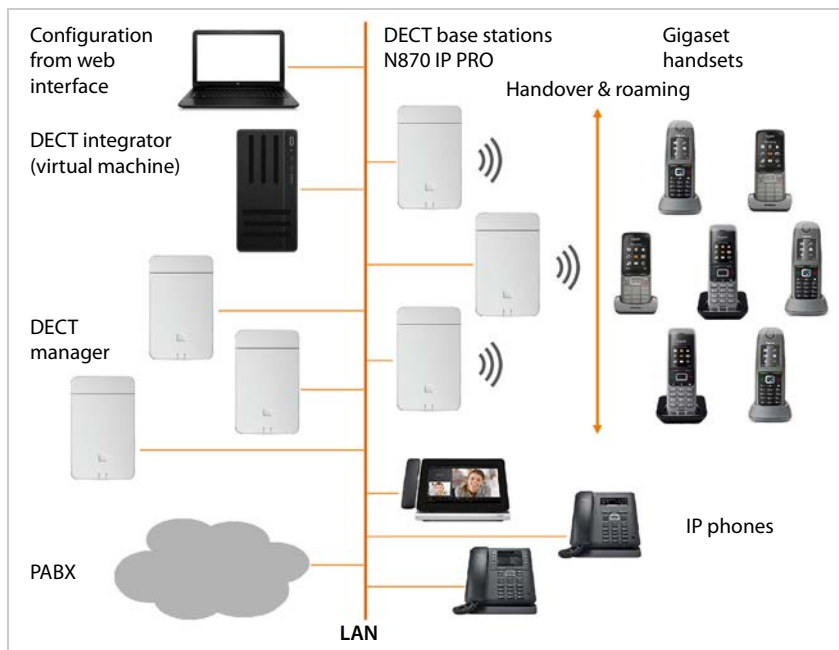 Configuration
from web
interface
DECT base stations
N870 IP PRO
Gigaset
handsets
Handover & roaming
DECT integrator
(virtual machine)
DECT
manager
IP phones
PABX
LAN